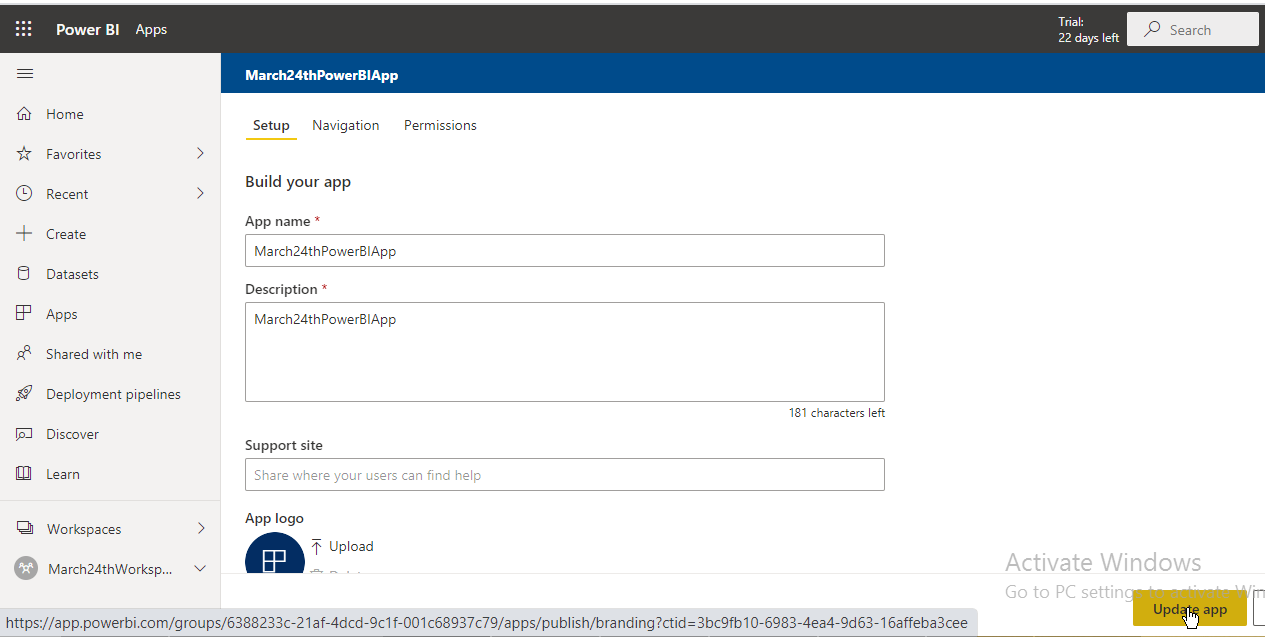 Power BI Apps
Trial:
22 days left
Search
March24thPowerBIApp
Home
Favorites
Recent
Create
Datasets
Apps
Shared with me
Deployment pipelines
Discover
Learn
Workspaces
March24thWorksp...
Setup Navigation Permissions
Build your app
App name *
March24thPowerBIApp
Description *
March24thPowerBIApp
181 characters left
Support site
Share where your users can find help
App logo
Upload
Activate Windows
Go to PC settings to activate Win
Update app
https://app.powerbi.com/groups/6388233c-21af-4dcd-9c1f-001c68937c79/apps/publish/branding?ctid=3bc9fb10-6983-4ea4-9d63-16affeba3cee